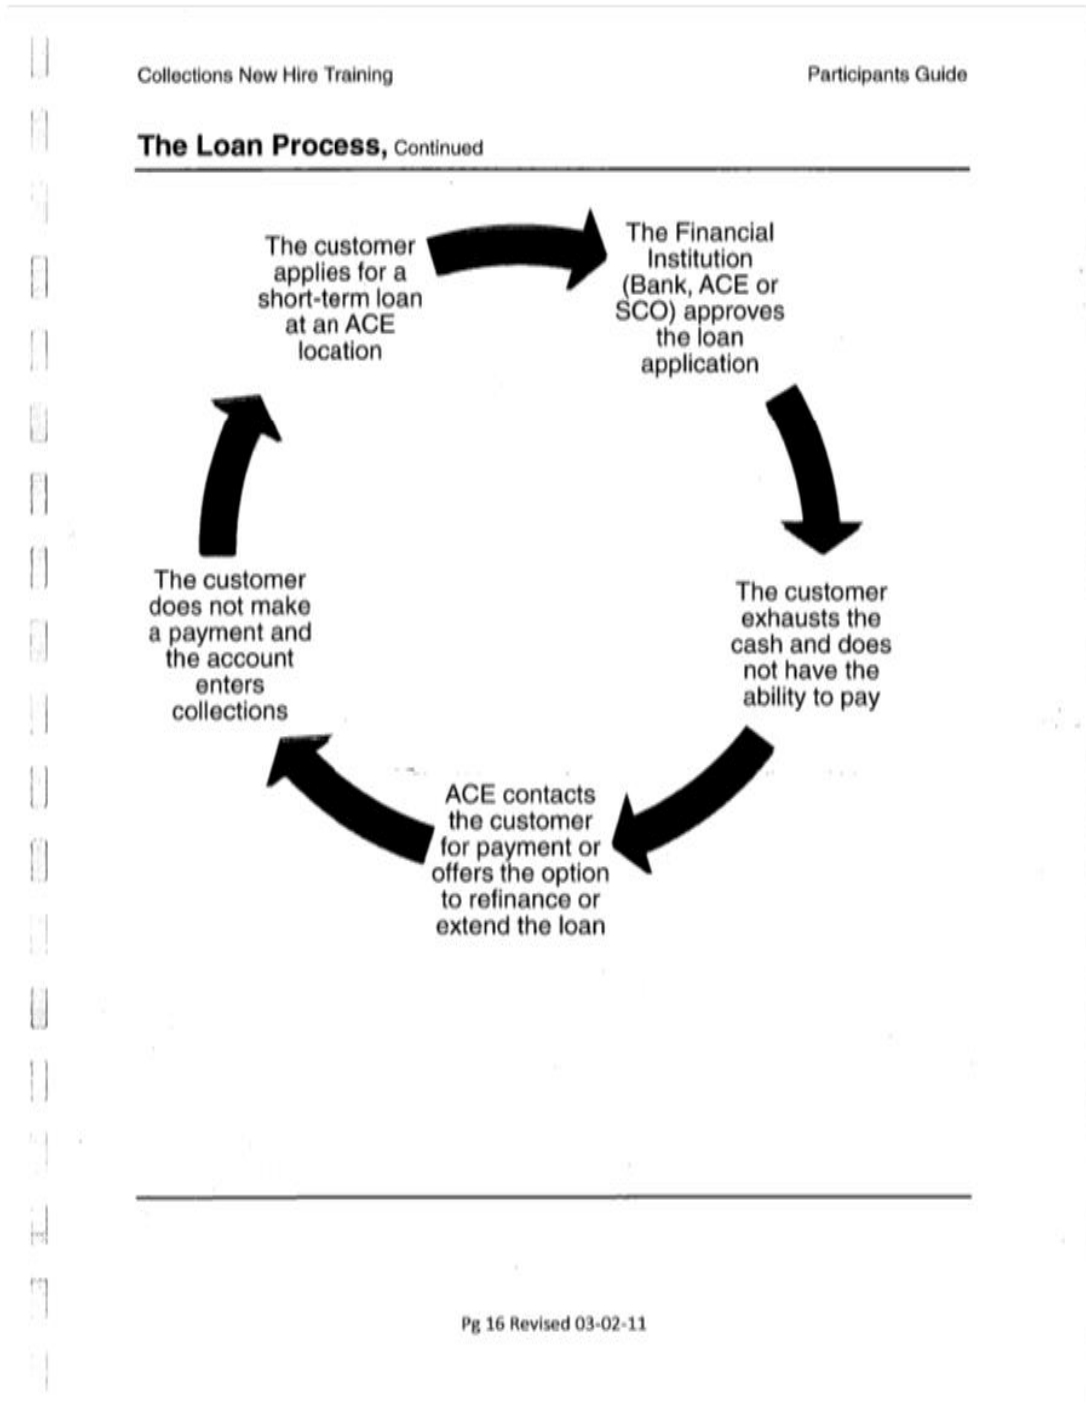 Collections New Hire Training
Participants Guide
The Loan Process, Continued
The customer
applies for a
short-term loan
at an ACE
location
The Financial
Institution
(Bank, ACE or
SCO) approves
the loan
application
The customer
exhausts the
cash and does
not have the
ability to pay
ACE contacts
the customer
for payment or
offers the option
to refinance or
extend the loan
The customer
does not make
a payment and
the account
enters
collections
Pg 16 Revised 03-02-11